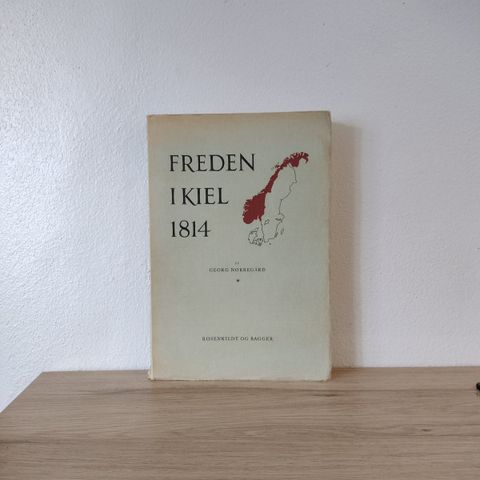 FREDEN
I KIEL
1814
AF
GEORG NØRREGÅRD
ROSENKILDE OG BAGGER